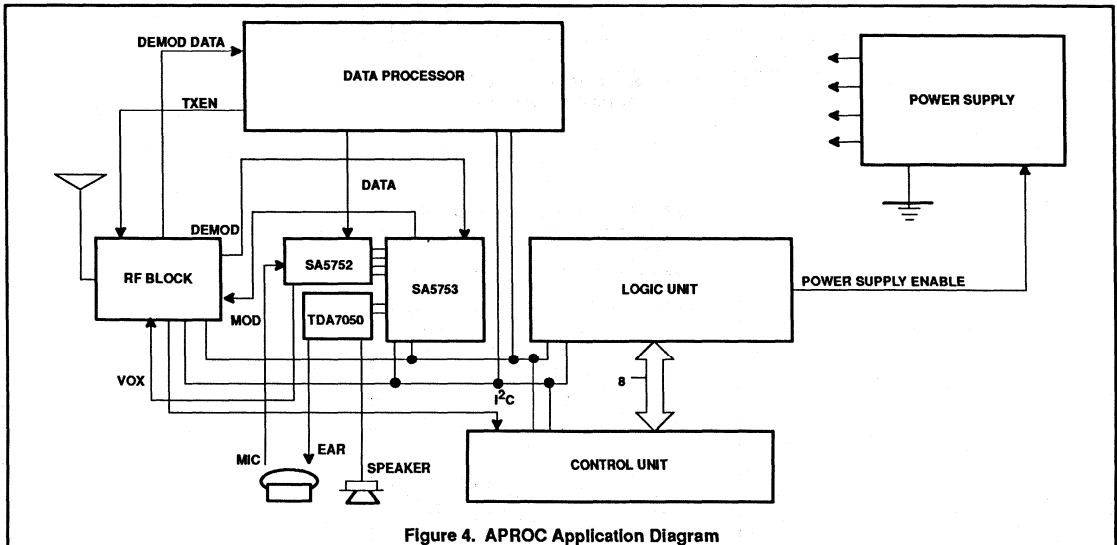 DEMOD DATA
DATA PROCESSOR
POWER SUPPLY
TXEN
DATA
DEMOD
RF BLOCK
SA5752
SA5753
LOGIC UNIT
POWER SUPPLY ENABLE
MOD
TDA7050
VOX
8
I²C
MIC
EAR
SPEAKER
CONTROL UNIT
Figure 4. APROC Application Diagram